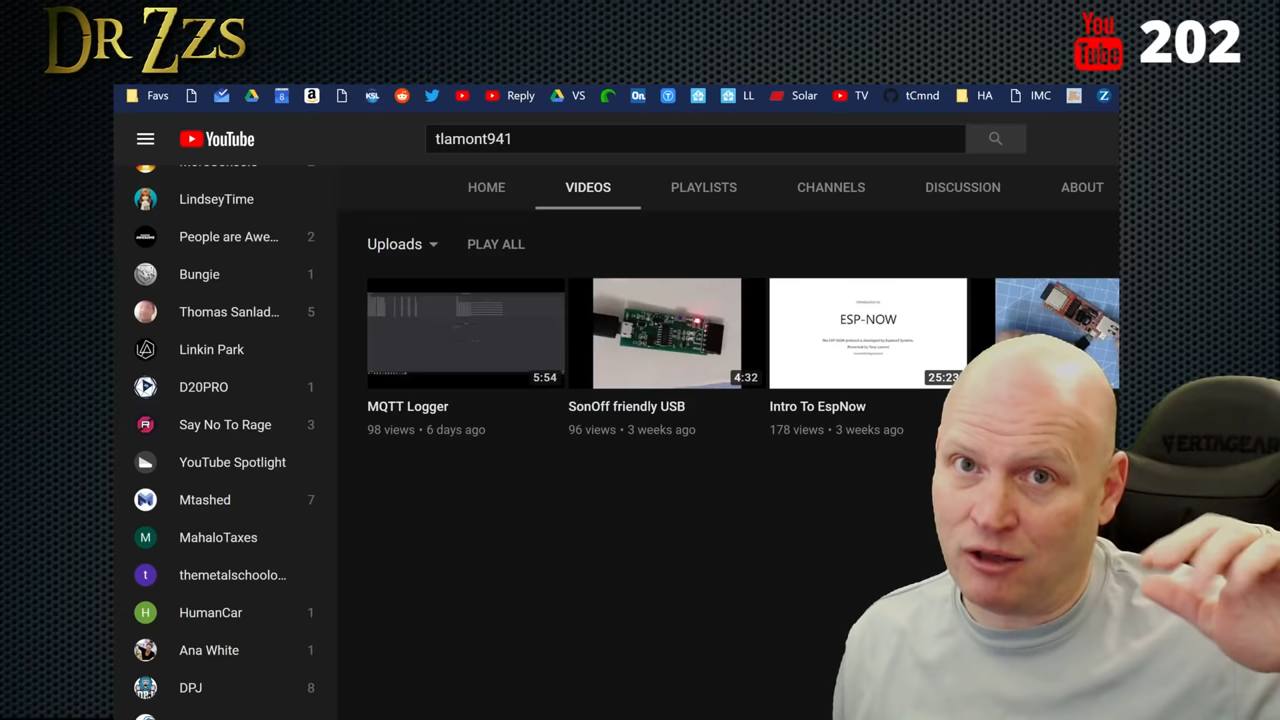 DR ZZS
You
Tube
202
Favs
Reply
VS
On
LL
Solar
TV
tCmnd
HA
IMC
YouTube
tlamont941
HOME
VIDEOS
PLAYLISTS
CHANNELS
DISCUSSION
ABOUT
Uploads
PLAY ALL
LindseyTime
People are Awe... 2
Bungie 1
Thomas Sanlad... 5
Linkin Park
D20PRO 1
Say No To Rage 3
YouTube Spotlight
Mtashed 7
M MahaloTaxes
t themetalschoolo...
H HumanCar 1
Ana White 1
DPJ 8
5:54
MQTT Logger
98 views • 6 days ago
4:32
SonOff friendly USB
96 views • 3 weeks ago
ESP-NOW
25:23
Intro To EspNow
178 views • 3 weeks ago
VERTAGEAR